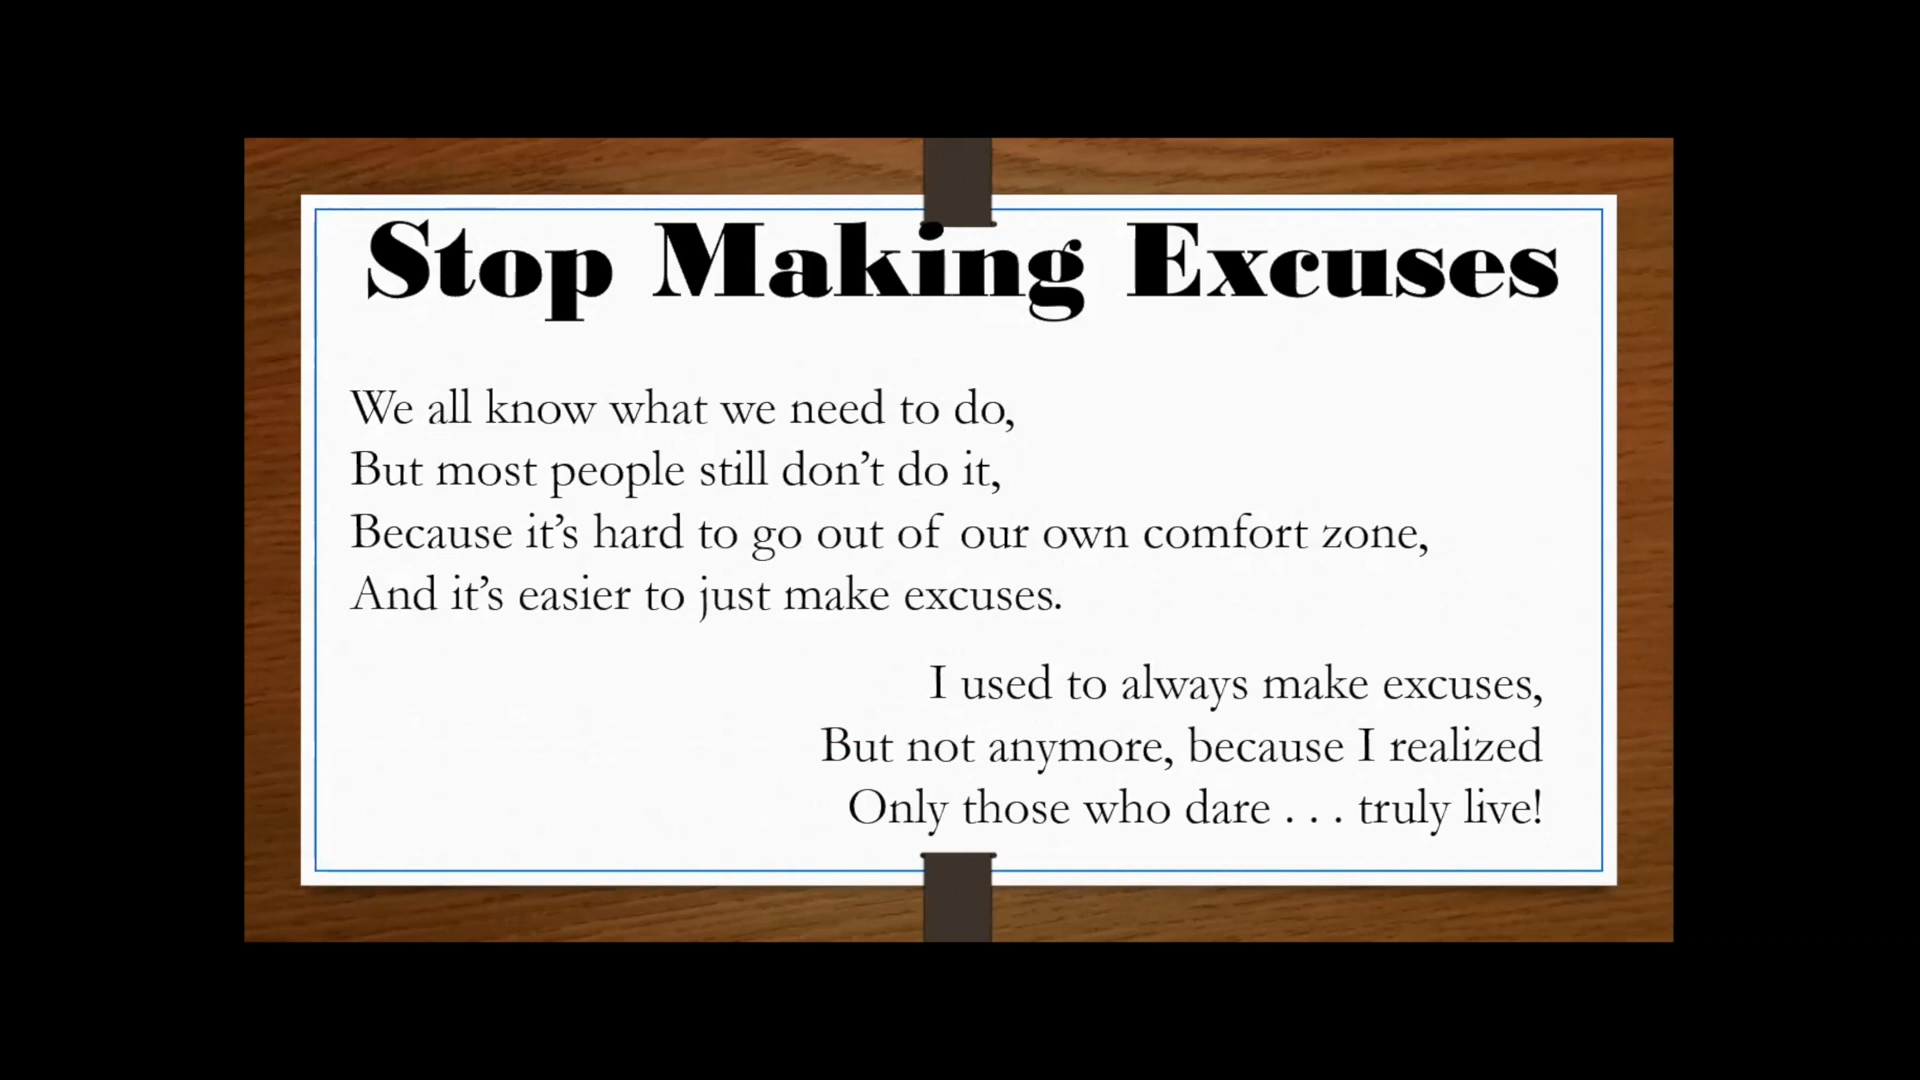 Stop Making Excuses
We all know what we need to do,
But most people still don’t do it,
Because it’s hard to go out of our own comfort zone,
And it’s easier to just make excuses.
I used to always make excuses,
But not anymore, because I realized
Only those who dare . . . truly live!